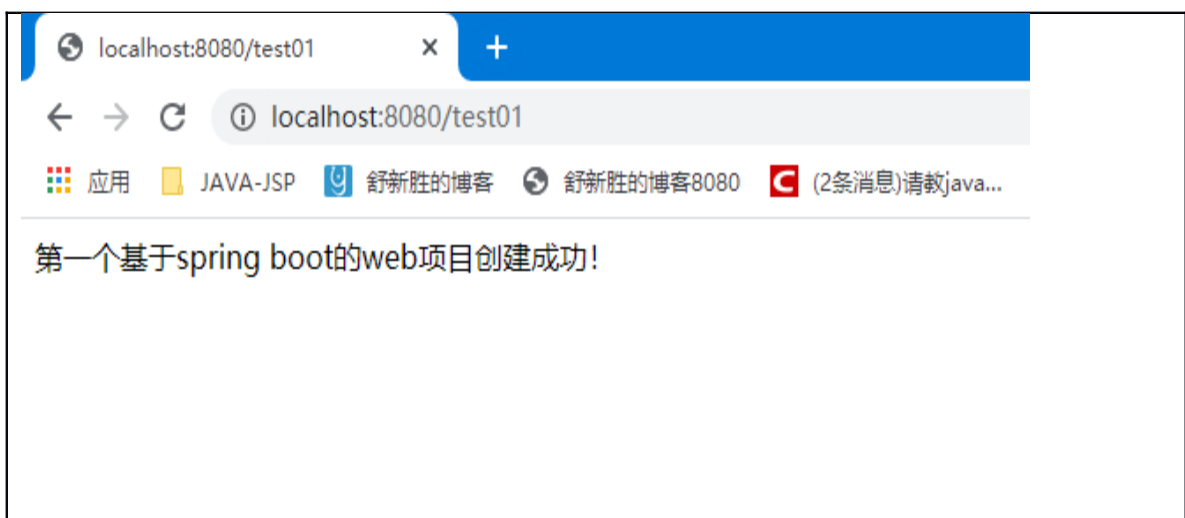 localhost:8080/test01
localhost:8080/test01
应用 JAVA-JSP 舒新胜的博客 舒新胜的博客8080 (2条消息)请教java...
第一个基于spring boot的web项目创建成功！